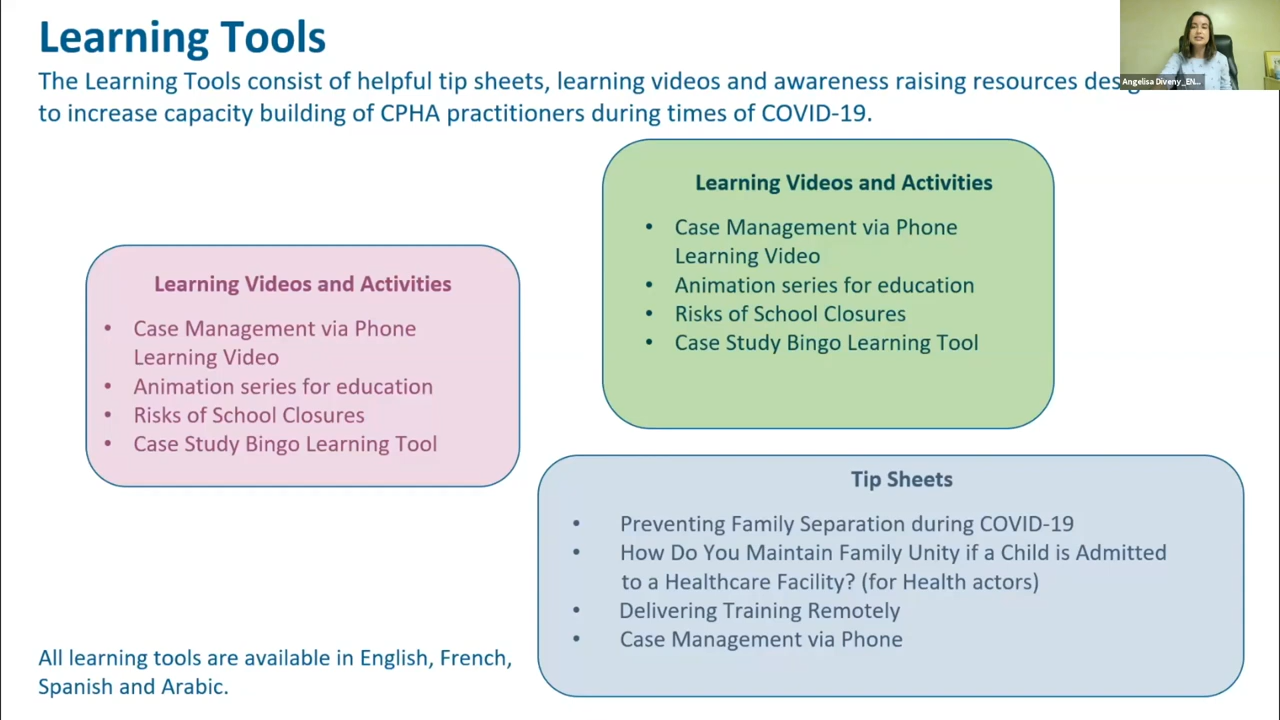 Learning Tools
The Learning Tools consist of helpful tip sheets, learning videos and awareness raising resources
to increase capacity building of CPHA practitioners during times of COVID-19.
Angelisa Diveny_EN...
Learning Videos and Activities
• Case Management via Phone
Learning Video
• Animation series for education
• Risks of School Closures
• Case Study Bingo Learning Tool
Learning Videos and Activities
• Case Management via Phone
Learning Video
• Animation series for education
• Risks of School Closures
• Case Study Bingo Learning Tool
Tip Sheets
• Preventing Family Separation during COVID-19
• How Do You Maintain Family Unity if a Child is Admitted
to a Healthcare Facility? (for Health actors)
• Delivering Training Remotely
• Case Management via Phone
All learning tools are available in English, French,
Spanish and Arabic.